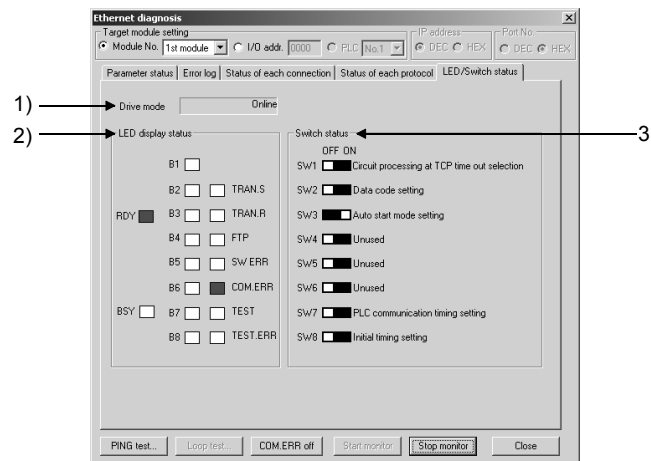 Ethernet diagnosis
Target module setting
Module No. 1st module I/O addr. 0000 PLC No.1
IP address
DEC HEX
Port No.
DEC HEX
Parameter status Error log Status of each connection Status of each protocol LED/Switch status
1)
Drive mode Online
2)
LED display status
B1
B2 TRAN.S
RDY B3 TRAN.R
B4 FTP
B5 SW ERR
B6 COM.ERR
BSY B7 TEST
B8 TEST.ERR
Switch status
3
OFF ON
SW1 Circuit processing at TCP time out selection
SW2 Data code setting
SW3 Auto start mode setting
SW4 Unused
SW5 Unused
SW6 Unused
SW7 PLC communication timing setting
SW8 Initial timing setting
PING test... Loop test... COM.ERR off Start monitor Stop monitor Close